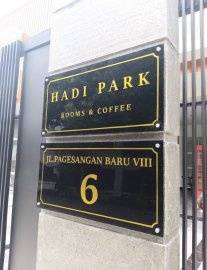 HADI PARK
ROOMS & COFFEE
JL.PAGESANGAN BARU VIII
6